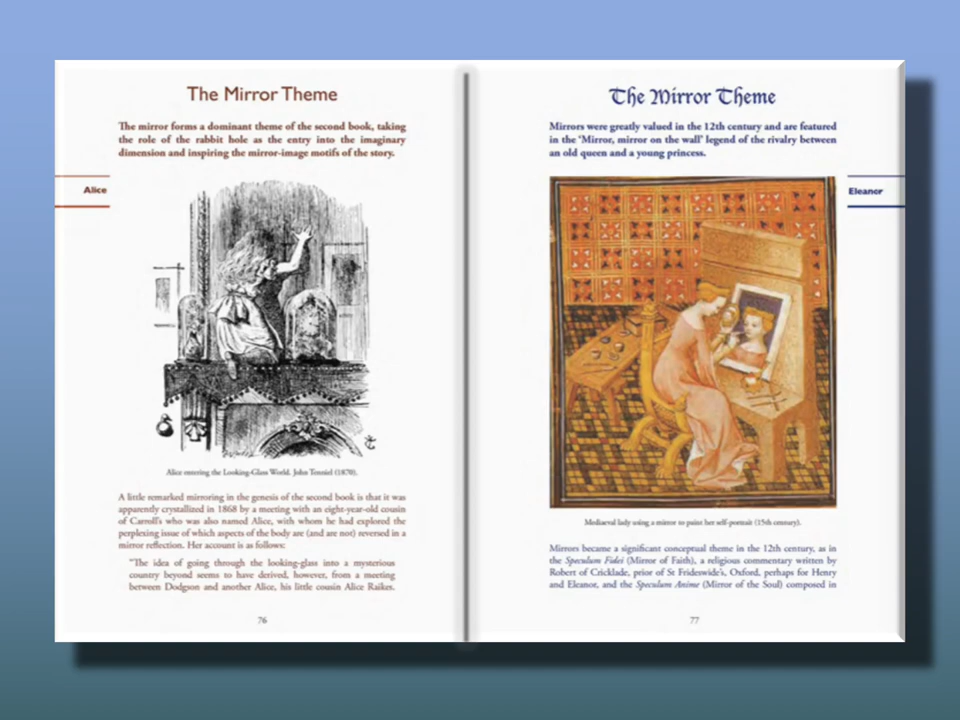 The Mirror Theme
The mirror forms a dominant theme of the second book, taking
the role of the rabbit hole as the entry into the imaginary
dimension and inspiring the mirror-image motifs of the story.
Alice
Alice entering the Looking-Glass World. John Tenniel (1870).
A little remarked mirroring in the genesis of the second book is that it was
apparently crystallized in 1868 by a meeting with an eight-year-old cousin
of Carroll's who was also named Alice, with whom he had explored the
perplexing issue of which aspects of the body are (and are not) reversed in a
mirror reflection. Her account is as follows:
"The idea of going through the looking-glass into a mysterious
country beyond seems to have derived, however, from a meeting
between Dodgson and another Alice, his little cousin Alice Raikes.
76
The Mirror Theme
Mirrors were greatly valued in the 12th century and are featured
in the 'Mirror, mirror on the wall' legend of the rivalry between
an old queen and a young princess.
Eleanor
Mediaeval lady using a mirror to paint her self-portrait (15th century).
Mirrors became a significant conceptual theme in the 12th century, as in
the Speculum Fidei (Mirror of Faith), a religious commentary written by
Robert of Cricklade, prior of St Frideswide's, Oxford, perhaps for Henry
and Eleanor, and the Speculum Anime (Mirror of the Soul) composed in
77